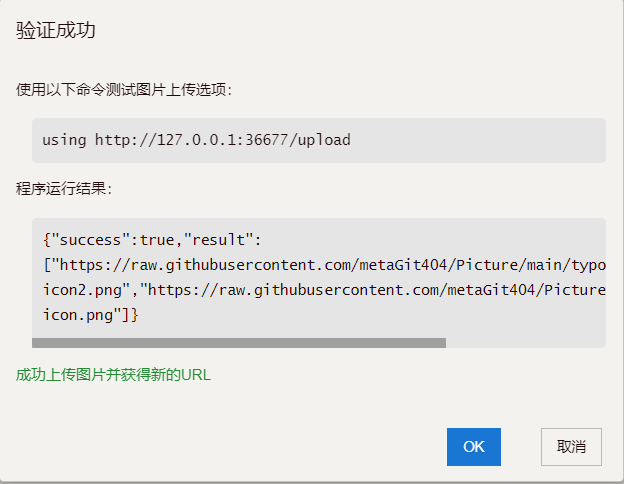 验证成功
使用以下命令测试图片上传选项：
using http://127.0.0.1:36677/upload
程序运行结果：
{"success":true,"result":
["https://raw.githubusercontent.com/metaGit404/Picture/main/typo
icon2.png","https://raw.githubusercontent.com/metaGit404/Picture
icon.png"]}
成功上传图片并获得新的URL
OK
取消